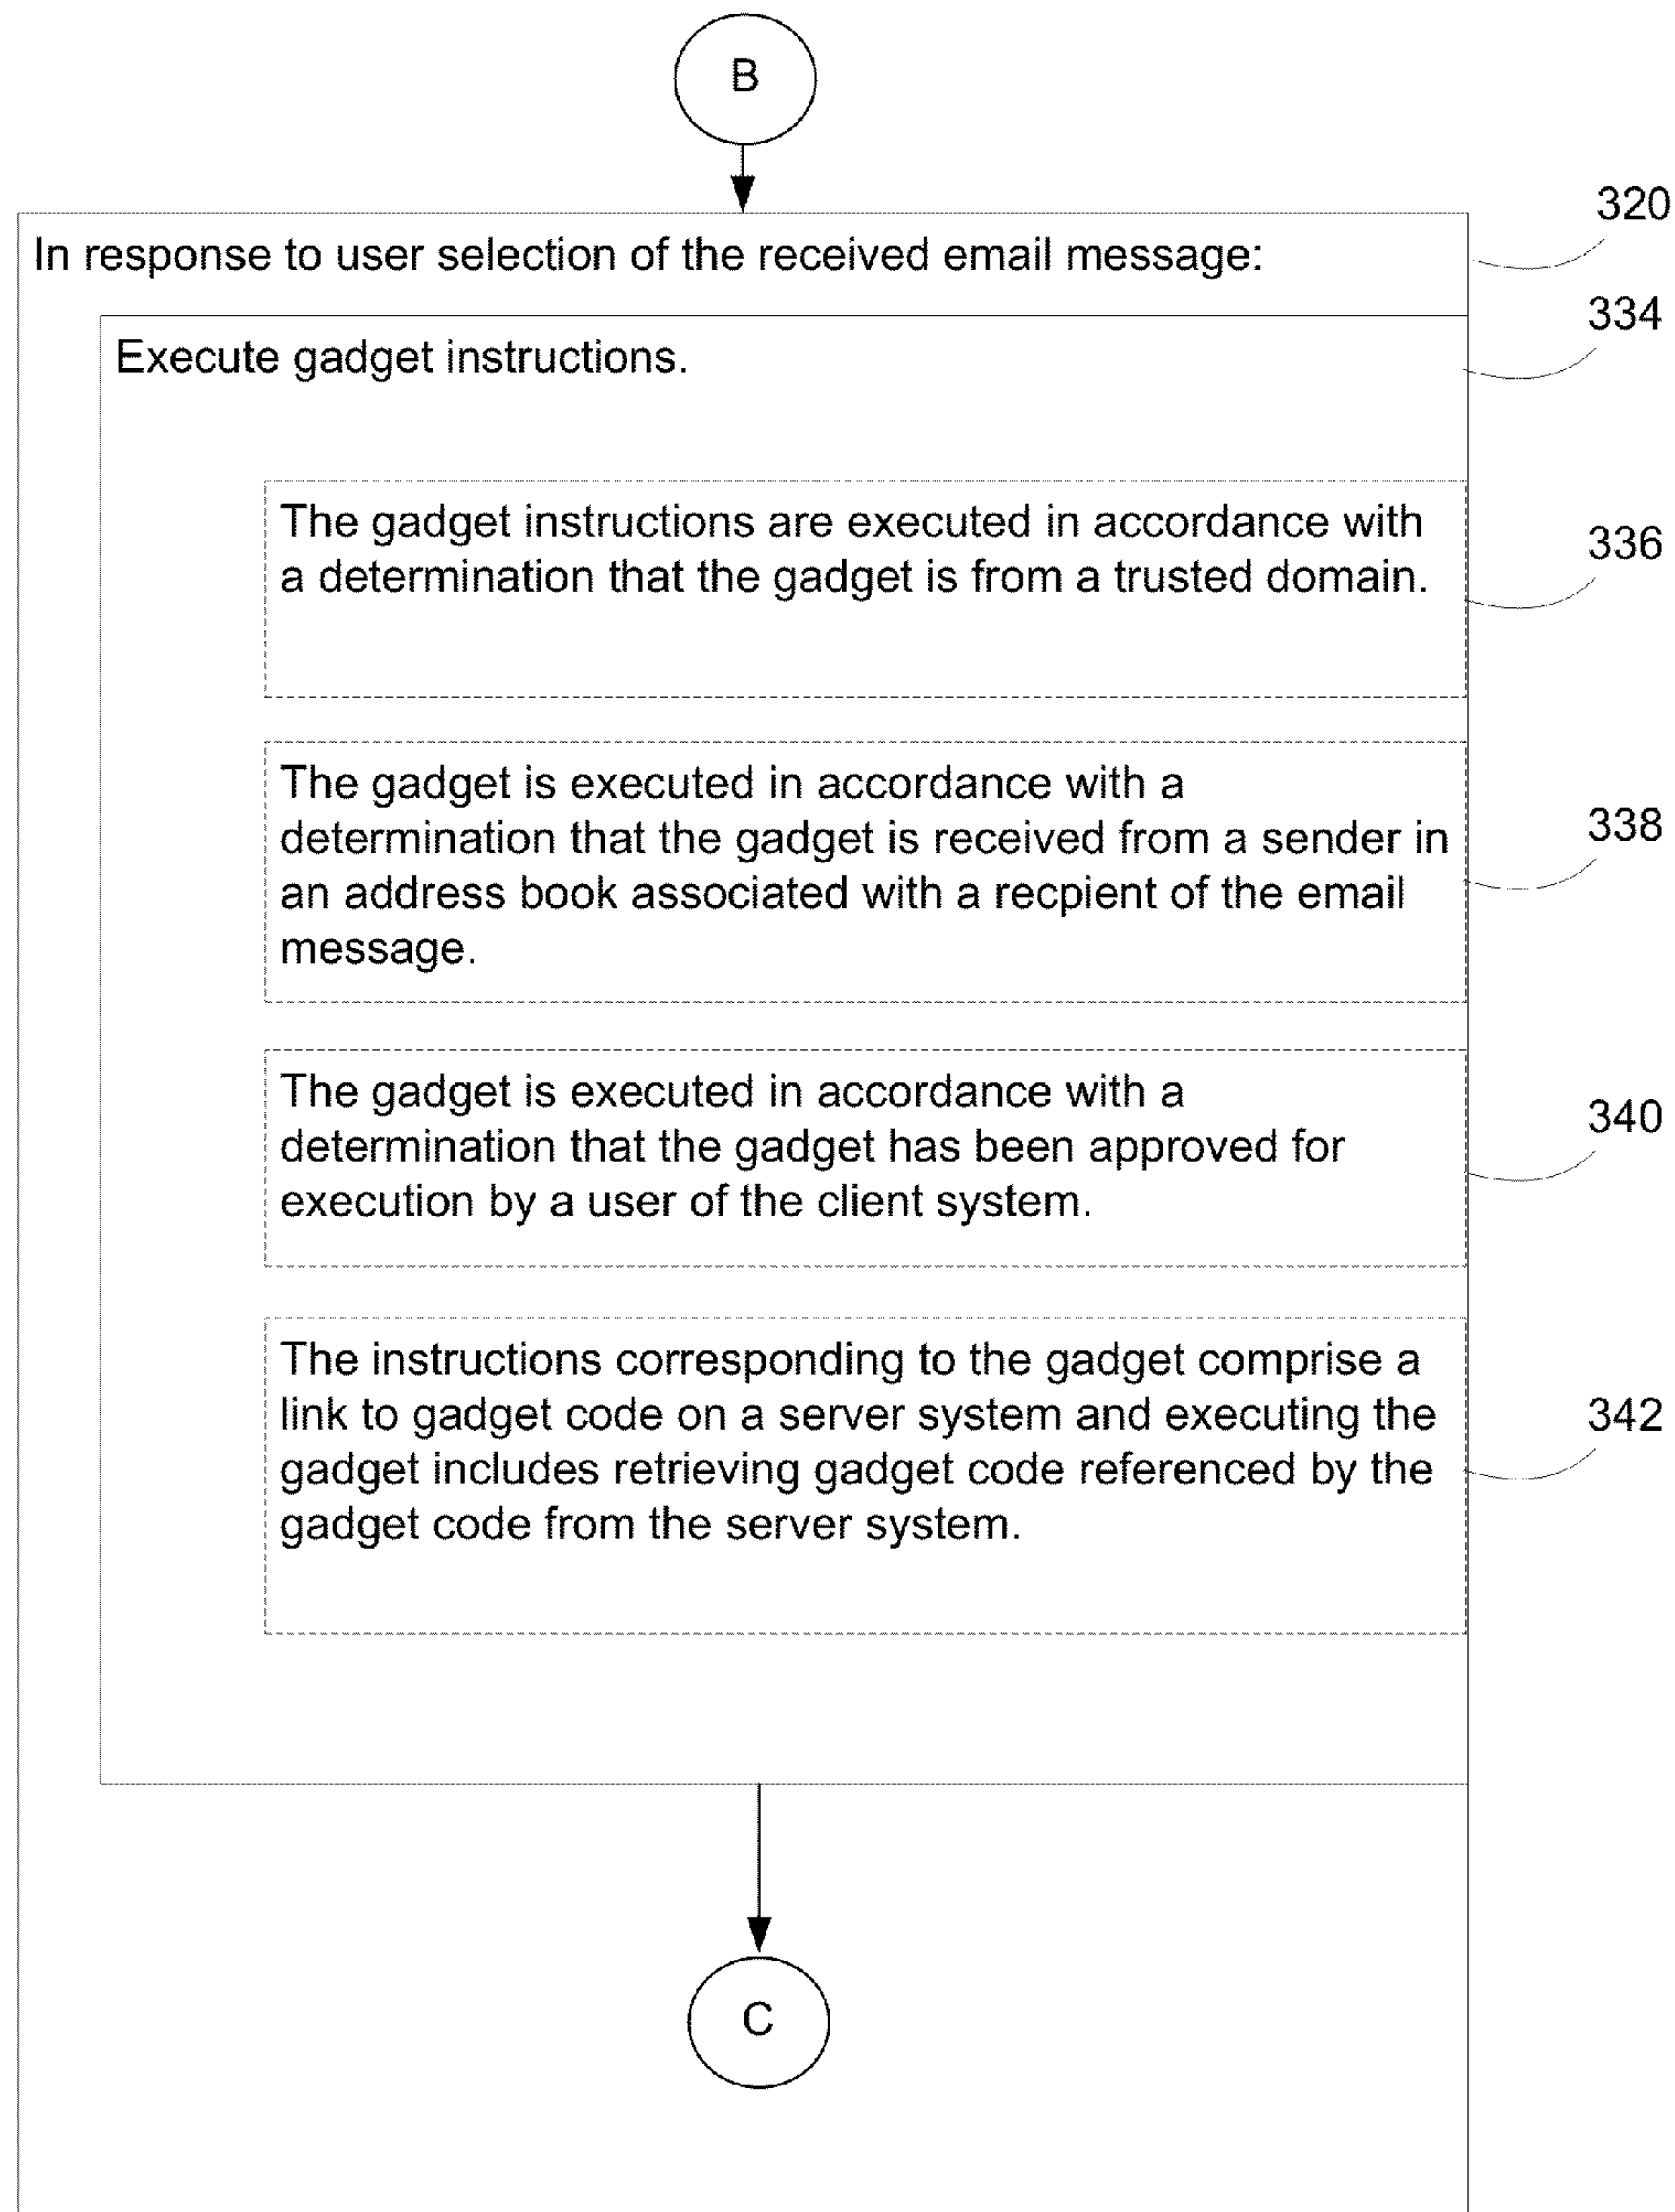 B
320
In response to user selection of the received email message:
334
Execute gadget instructions.
The gadget instructions are executed in accordance with
a determination that the gadget is from a trusted domain.
336
The gadget is executed in accordance with a
determination that the gadget is received from a sender in
an address book associated with a recpient of the email
message.
338
The gadget is executed in accordance with a
determination that the gadget has been approved for
execution by a user of the client system.
340
The instructions corresponding to the gadget comprise a
link to gadget code on a server system and executing the
gadget includes retrieving gadget code referenced by the
gadget code from the server system.
342
C